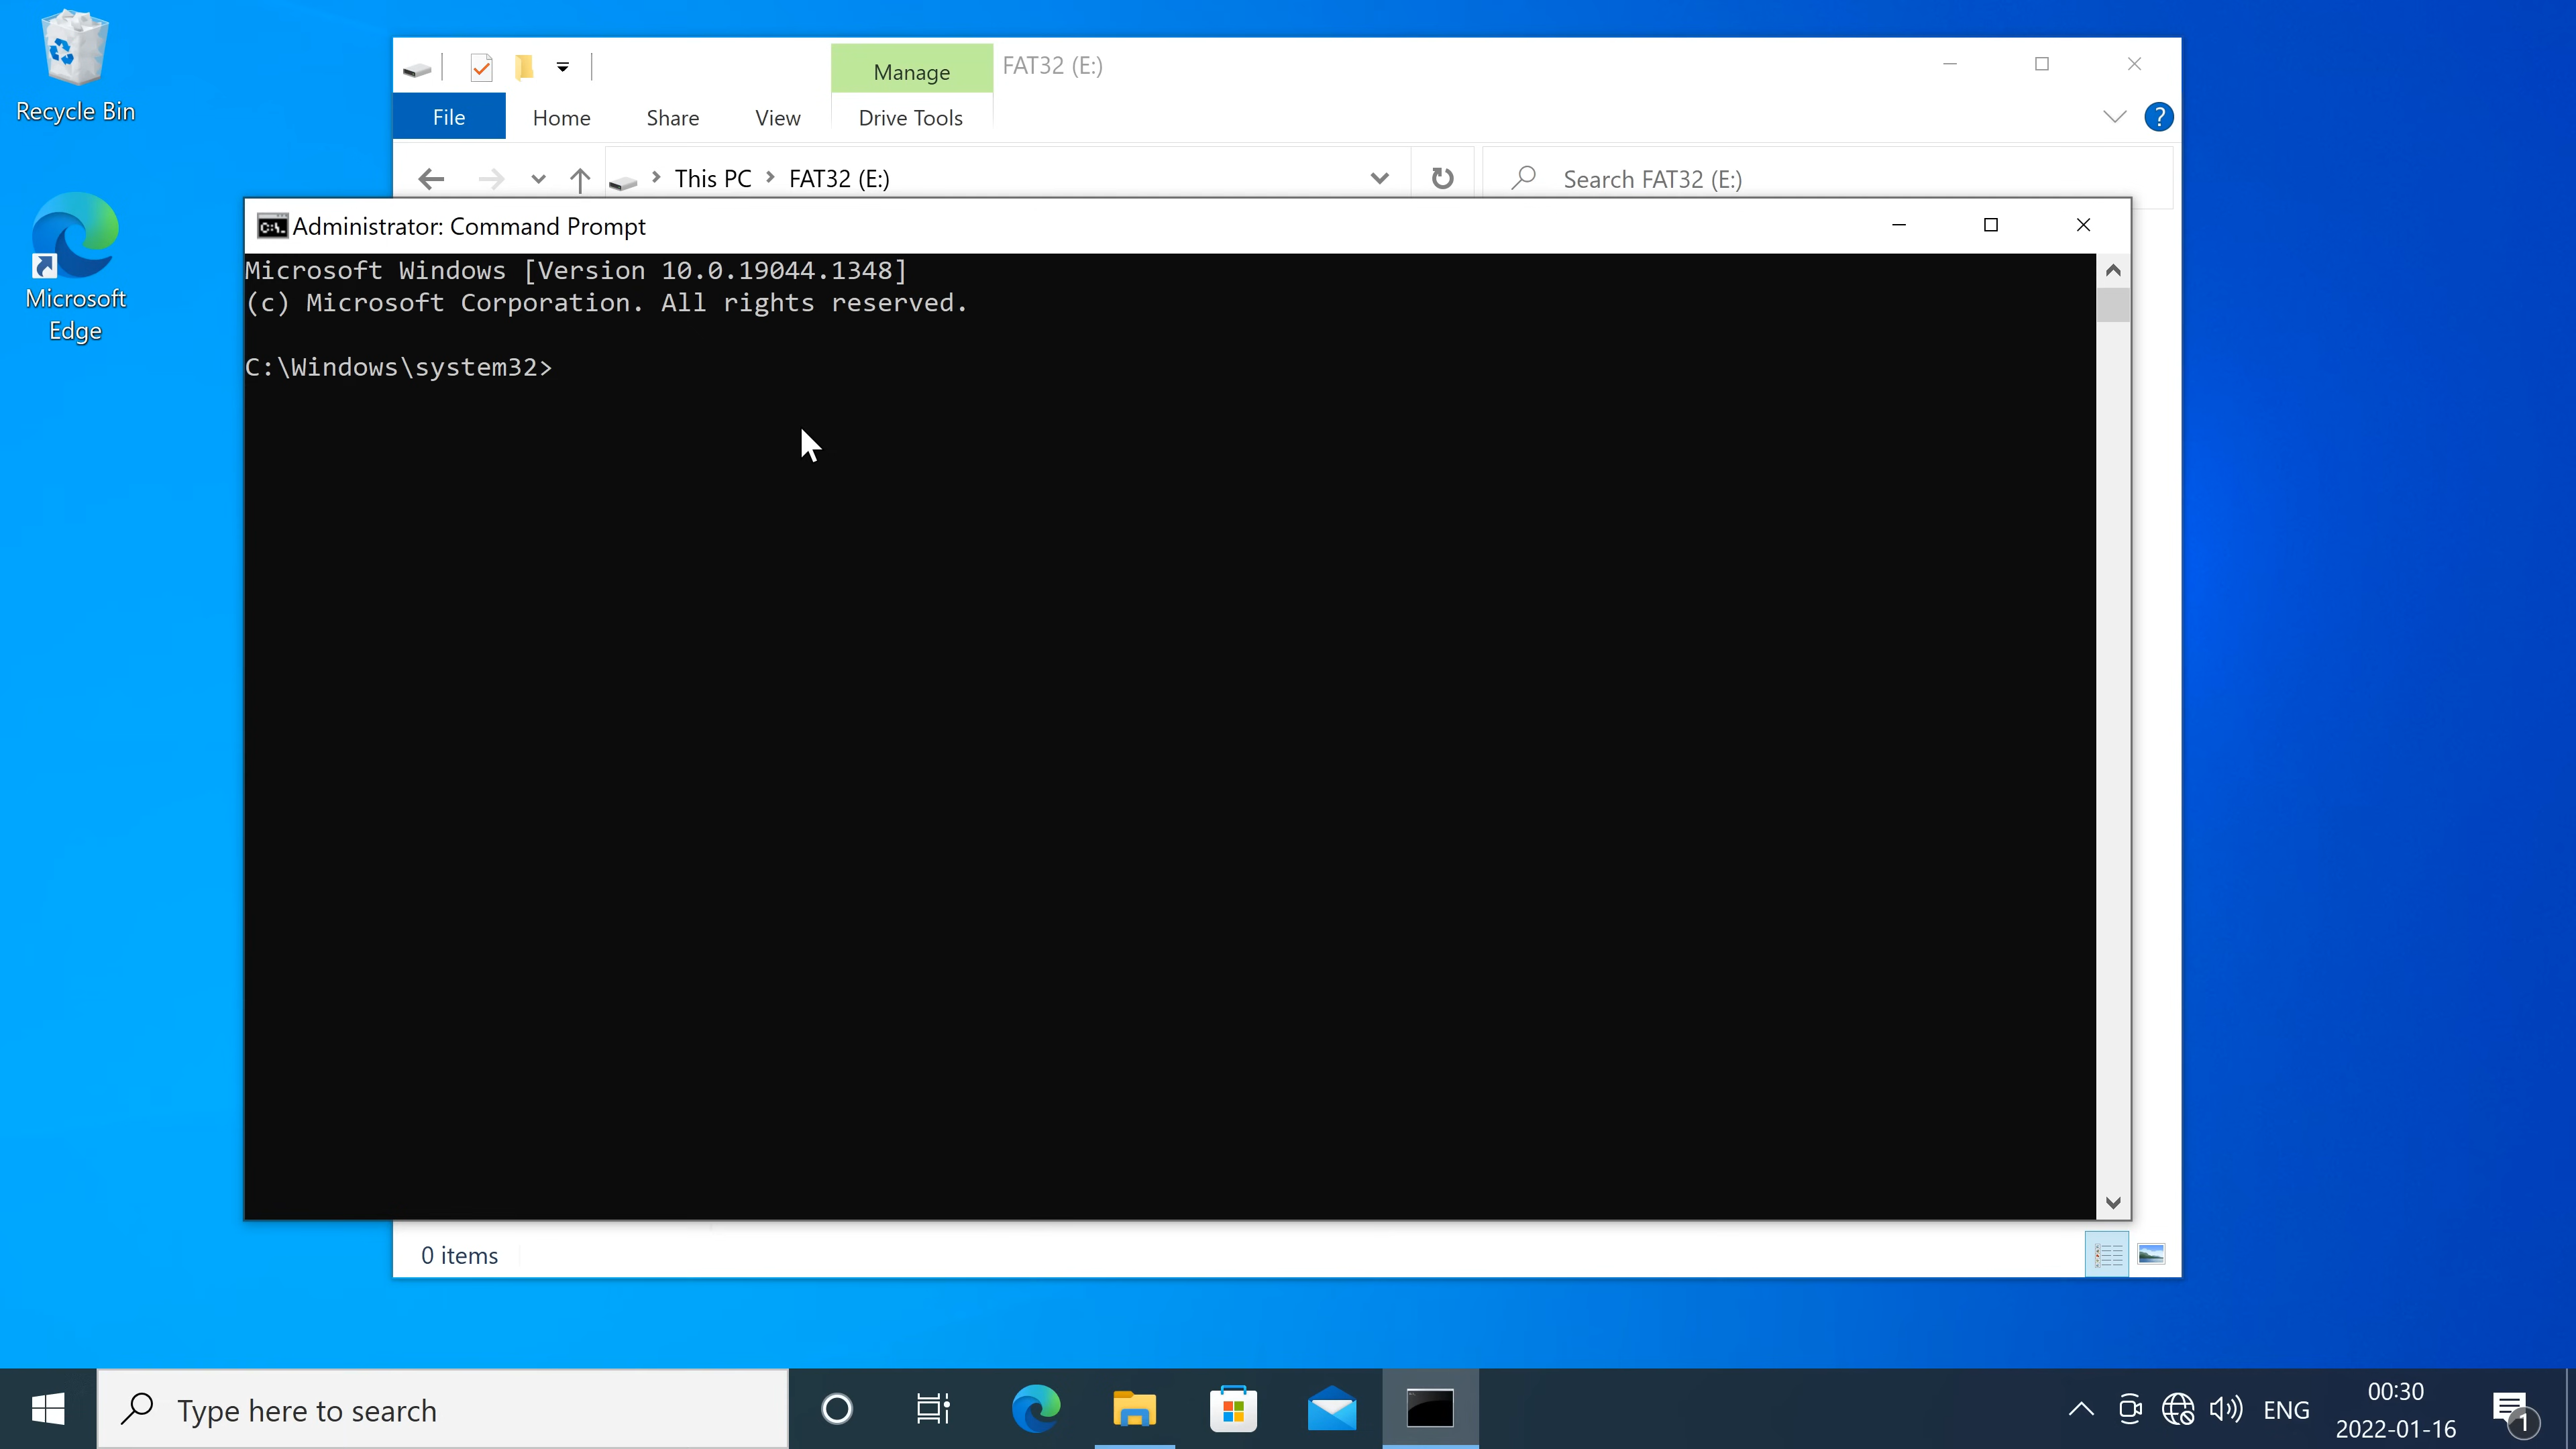 Recycle Bin
Microsoft
Edge
Manage
FAT32 (E:)
File
Home
Share
View
Drive Tools
?
This PC
FAT32 (E:)
Search FAT32 (E:)
C:\.
Administrator: Command Prompt
Microsoft Windows [Version 10.0.19044.1348]
(c) Microsoft Corporation. All rights reserved.
C:\Windows\system32>
0 items
Type here to search
ENG
00:30
2022-01-16
1